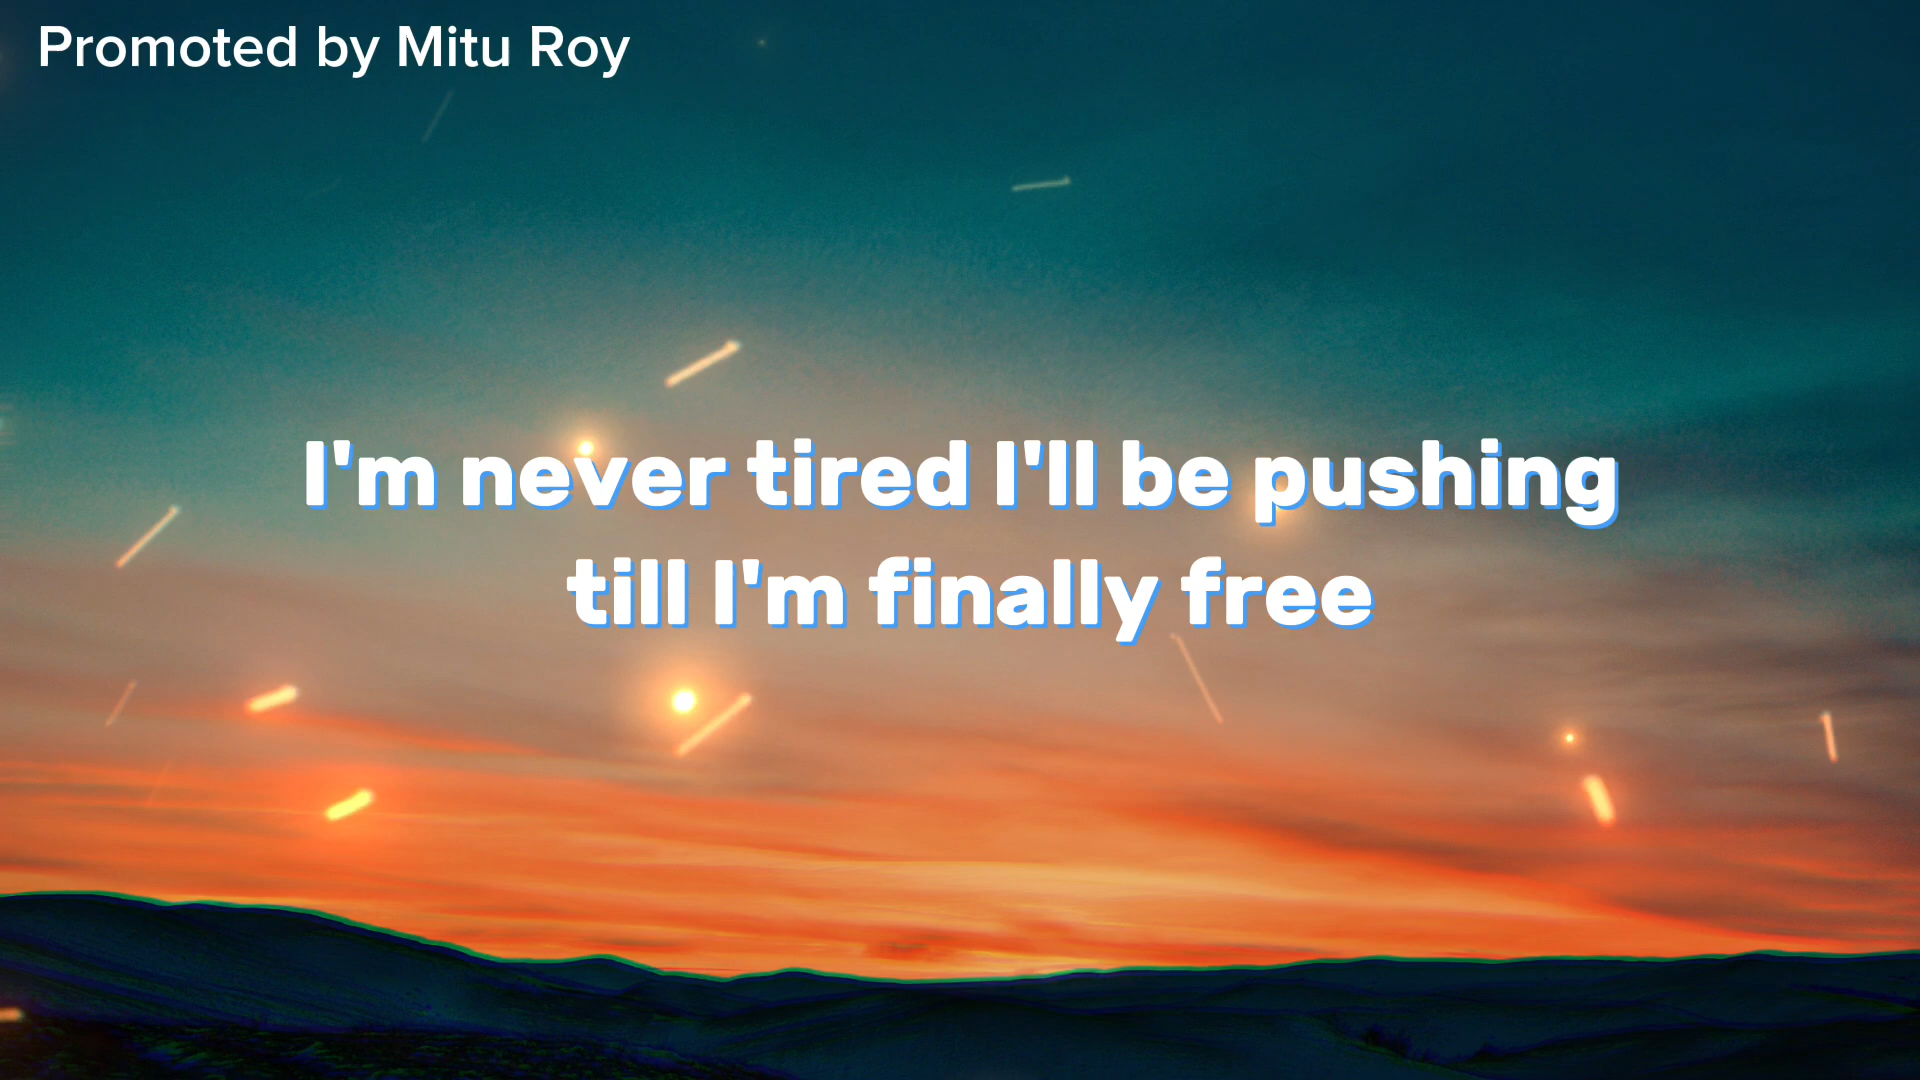 Promoted by Mitu Roy
I'm never tired I'll be pushing
till I'm finally free